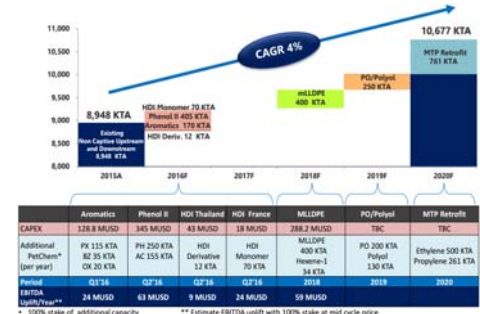 11,000
10,500
10,000
9,500
9,000
8,500
8,000
CAGR 4%
8,948 KTA
Existing
Non Captive Upstream
and Downstream
8,948 KTA
HDI Monomer 70 KTA
Phenol II 405 KTA
Aromatics 170 KTA
HDI Deriv. 12 KTA
mLLDPE
400 KTA
PO/Polyol
250 KTA
10,677 KTA
MTP Retrofit
761 KTA
2015A 2016F 2017F 2018F 2019F 2020F
Aromatics Phenol II HDI Thailand HDI France MLLDPE PO/Polyol MTP Retrofit
CAPEX 128.8 MUSD 345 MUSD 43 MUSD 18 MUSD 288.2 MUSD TBC TBC
Additional PetChem* (per year) PX 115 KTA BZ 35 KTA OX 20 KTA PH 250 KTA AC 155 KTA HDI Derivative 12 KTA HDI Monomer 70 KTA MLLDPE 400 KTA Hexene-1 34 KTA PO 200 KTA Polyol 130 KTA Ethylene 500 KTA Propylene 261 KTA
Period Q1'16 Q2'16 Q2'16 Q2'16 2018 2019 2020
EBITDA Uplift/Year** 24 MUSD 63 MUSD 9 MUSD 24 MUSD 59 MUSD
* 100% stake of additional capacity ** Estimate EBITDA uplift with 100% stake at mid cycle price